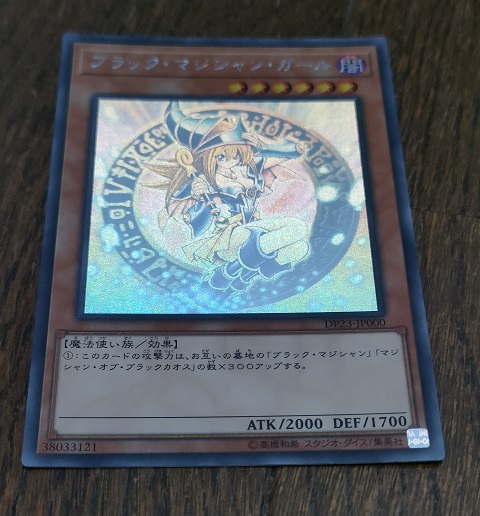 ブラック・マジシャン・ガール
闇
DP23-JP000
【魔法使い族/効果】
①:このカードの攻撃力は、お互いの墓地の「ブラック・マジシャン」「マジ
シャン・オブ・ブラックカオス」の数×300アップする。
ATK/2000 DEF/1700
38033121
©高橋和希 スタジオ・ダイス/集英社